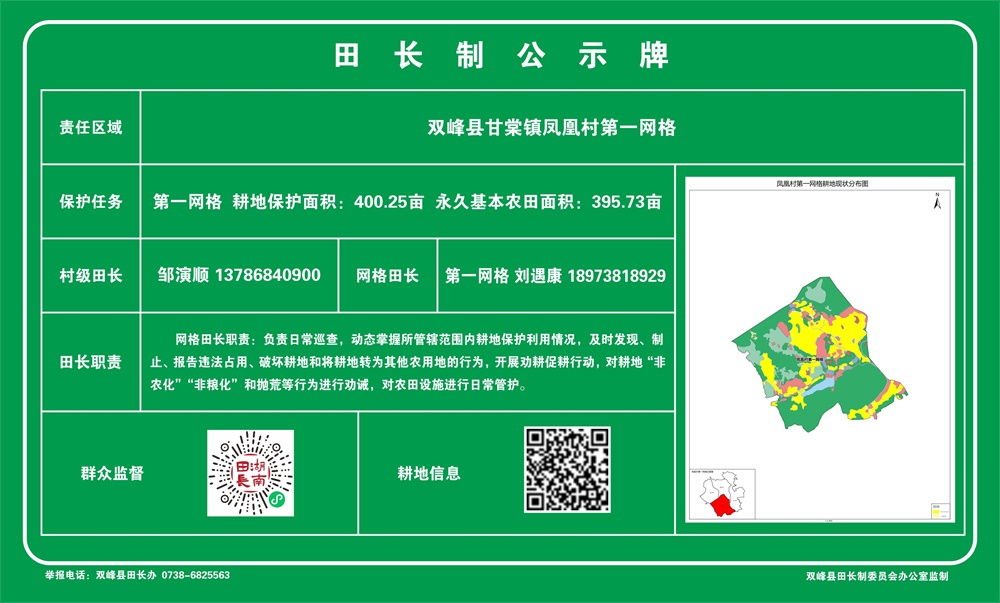 田长制公示牌
责任区域
双峰县甘棠镇凤凰村第一网格
保护任务
第一网格 耕地保护面积：400.25亩 永久基本农田面积：395.73亩
村级田长
邹演顺 13786840900
网格田长
第一网格 刘遇康 18973818929
田长职责
网格田长职责：负责日常巡查，动态掌握所管辖范围内耕地保护利用情况，及时发现、制
止、报告违法占用、破坏耕地和将耕地转为其他农用地的行为，开展劝耕促耕行动，对耕地“非
农化”“非粮化”和抛荒等行为进行劝诫，对农田设施进行日常管护。
凤凰村第一网格耕地现状分布图
N
群众监督
湖南田長
耕地信息
举报电话：双峰县田长办 0738-6825563
双峰县田长制委员会办公室监制